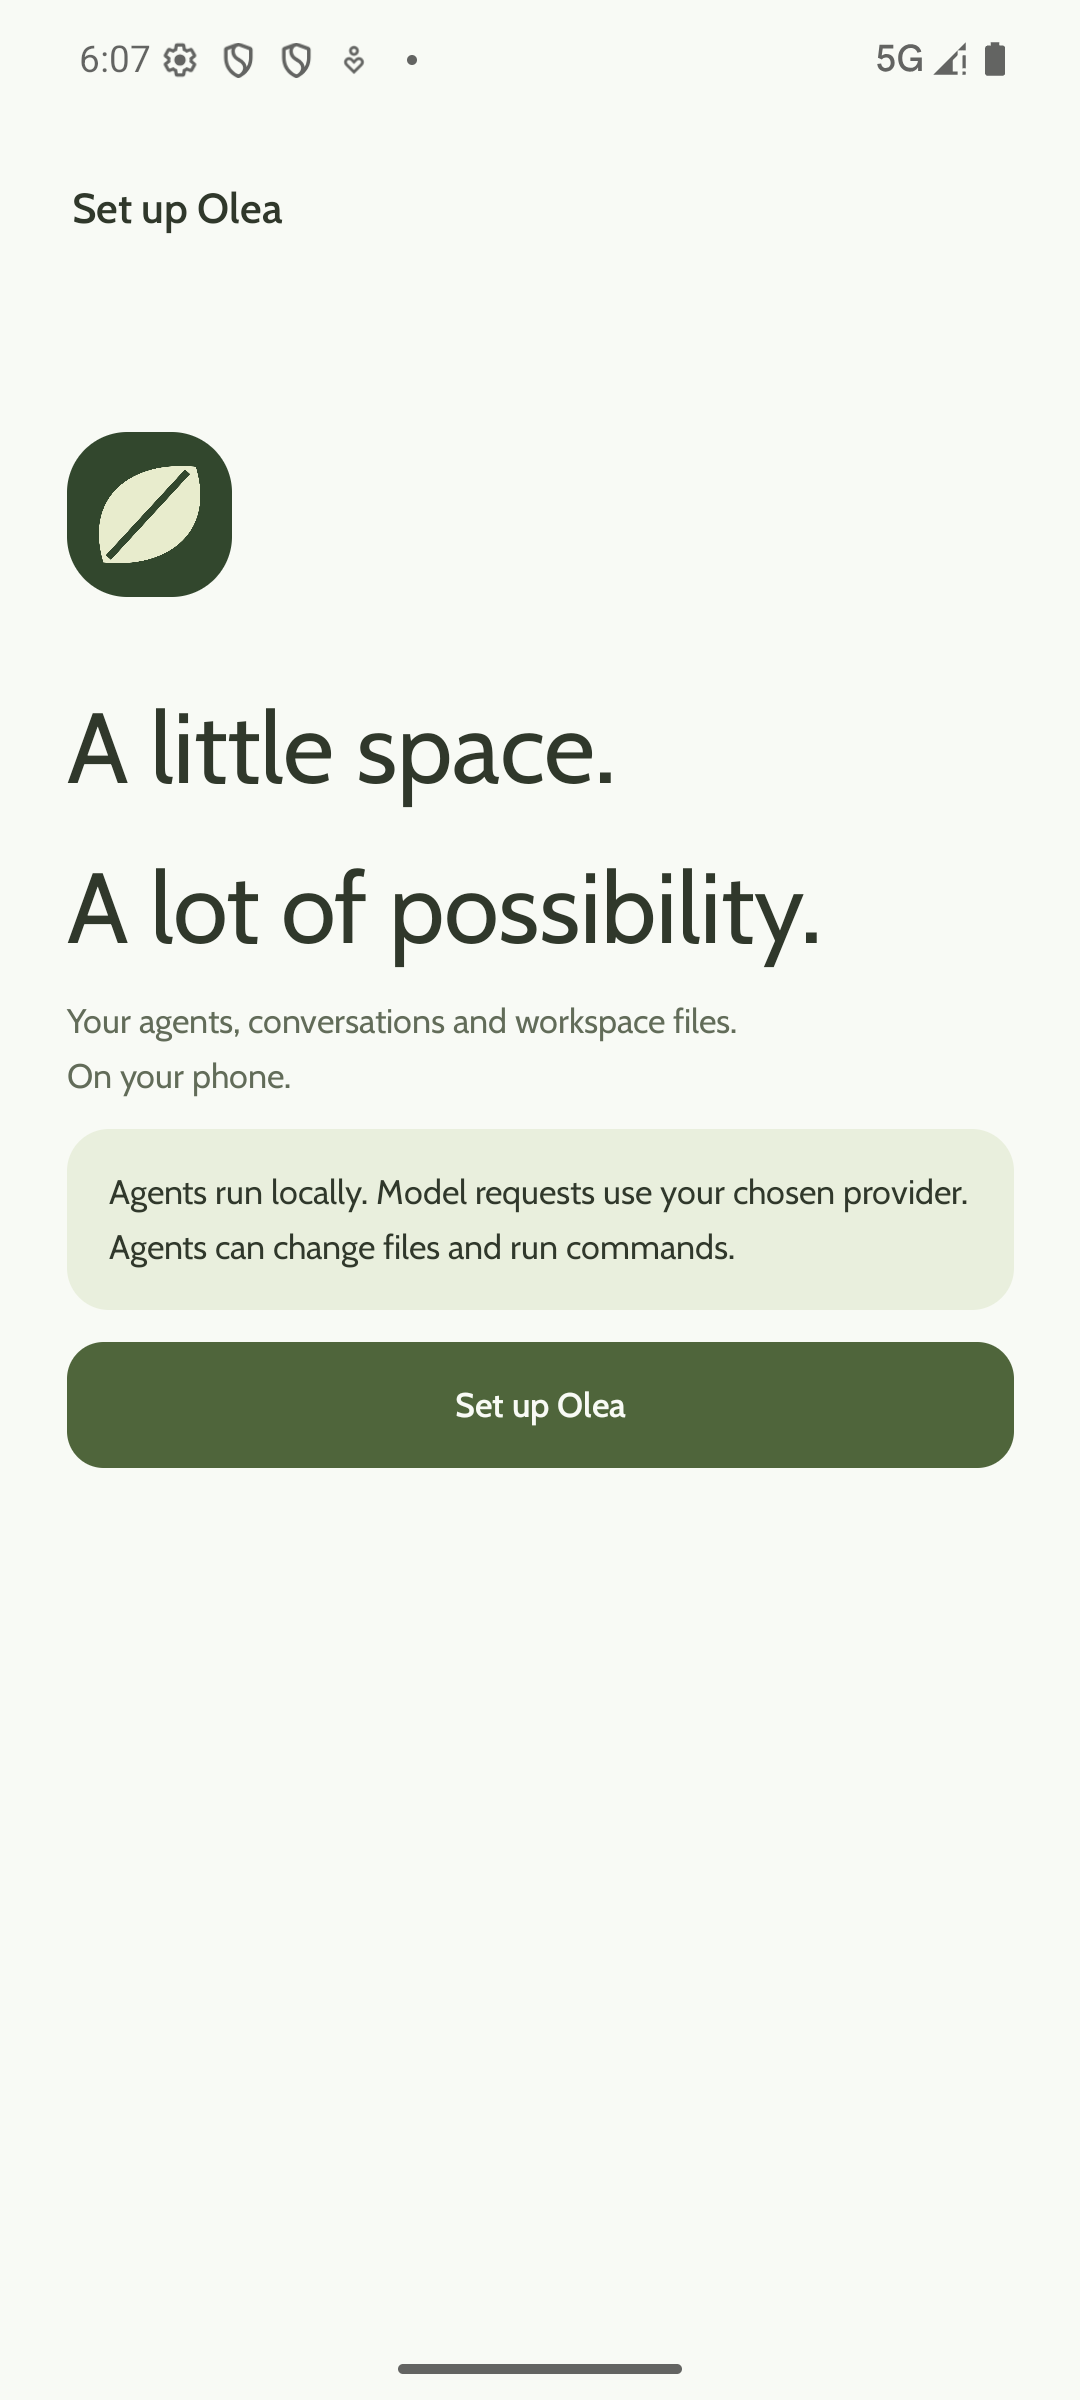 6:07
5G
Set up Olea
A little space.
A lot of possibility.
Your agents, conversations and workspace files.
On your phone.
Agents run locally. Model requests use your chosen provider.
Agents can change files and run commands.
Set up Olea